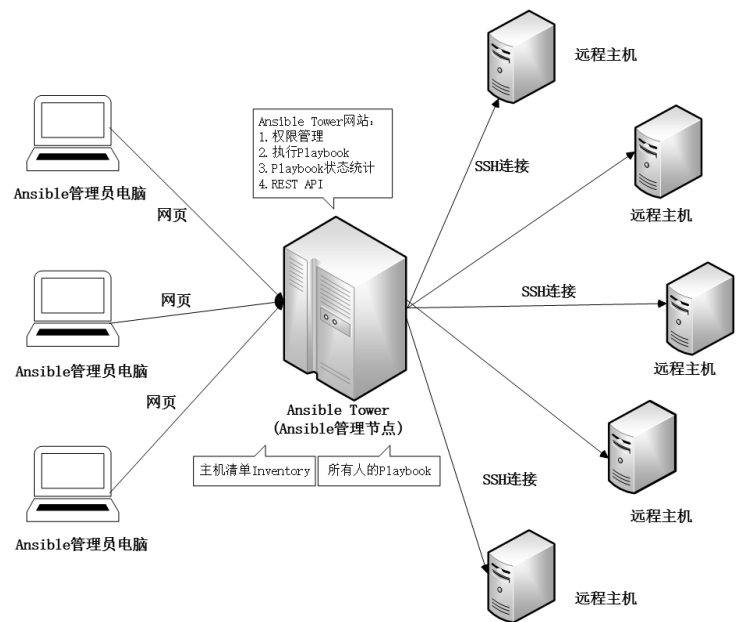 远程主机
Ansible Tower网站：
1.权限管理
2.执行Playbook
3.Playbook状态统计
4.REST API
SSH连接
Ansible管理员电脑
网页
远程主机
网页
SSH连接
Ansible管理员电脑
远程主机
网页
Ansible Tower
(Ansible管理节点)
主机清单Inventory
所有人的Playbook
SSH连接
远程主机
Ansible管理员电脑
远程主机